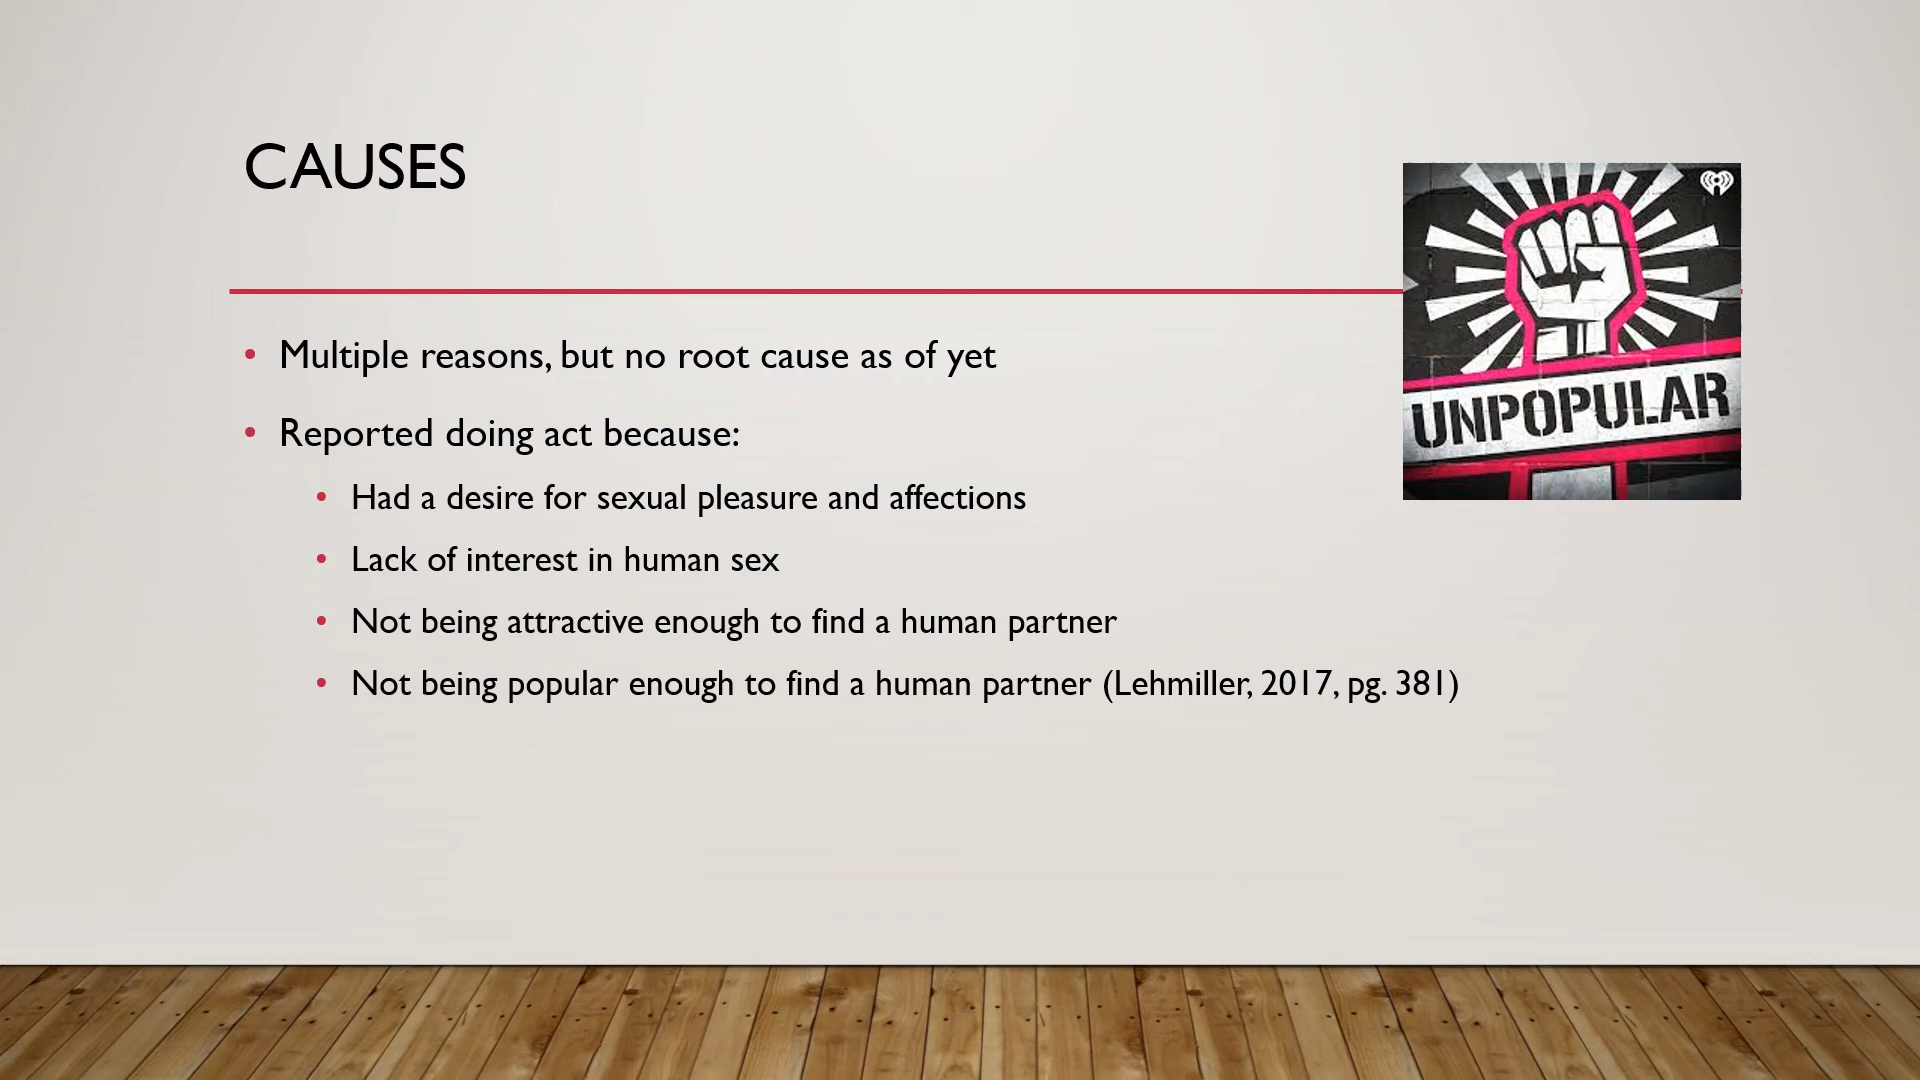 CAUSES
UNPOPULAR
Multiple reasons, but no root cause as of yet
Reported doing act because:
Had a desire for sexual pleasure and affections
Lack of interest in human sex
Not being attractive enough to find a human partner
Not being popular enough to find a human partner (Lehmiller, 2017, pg. 381)